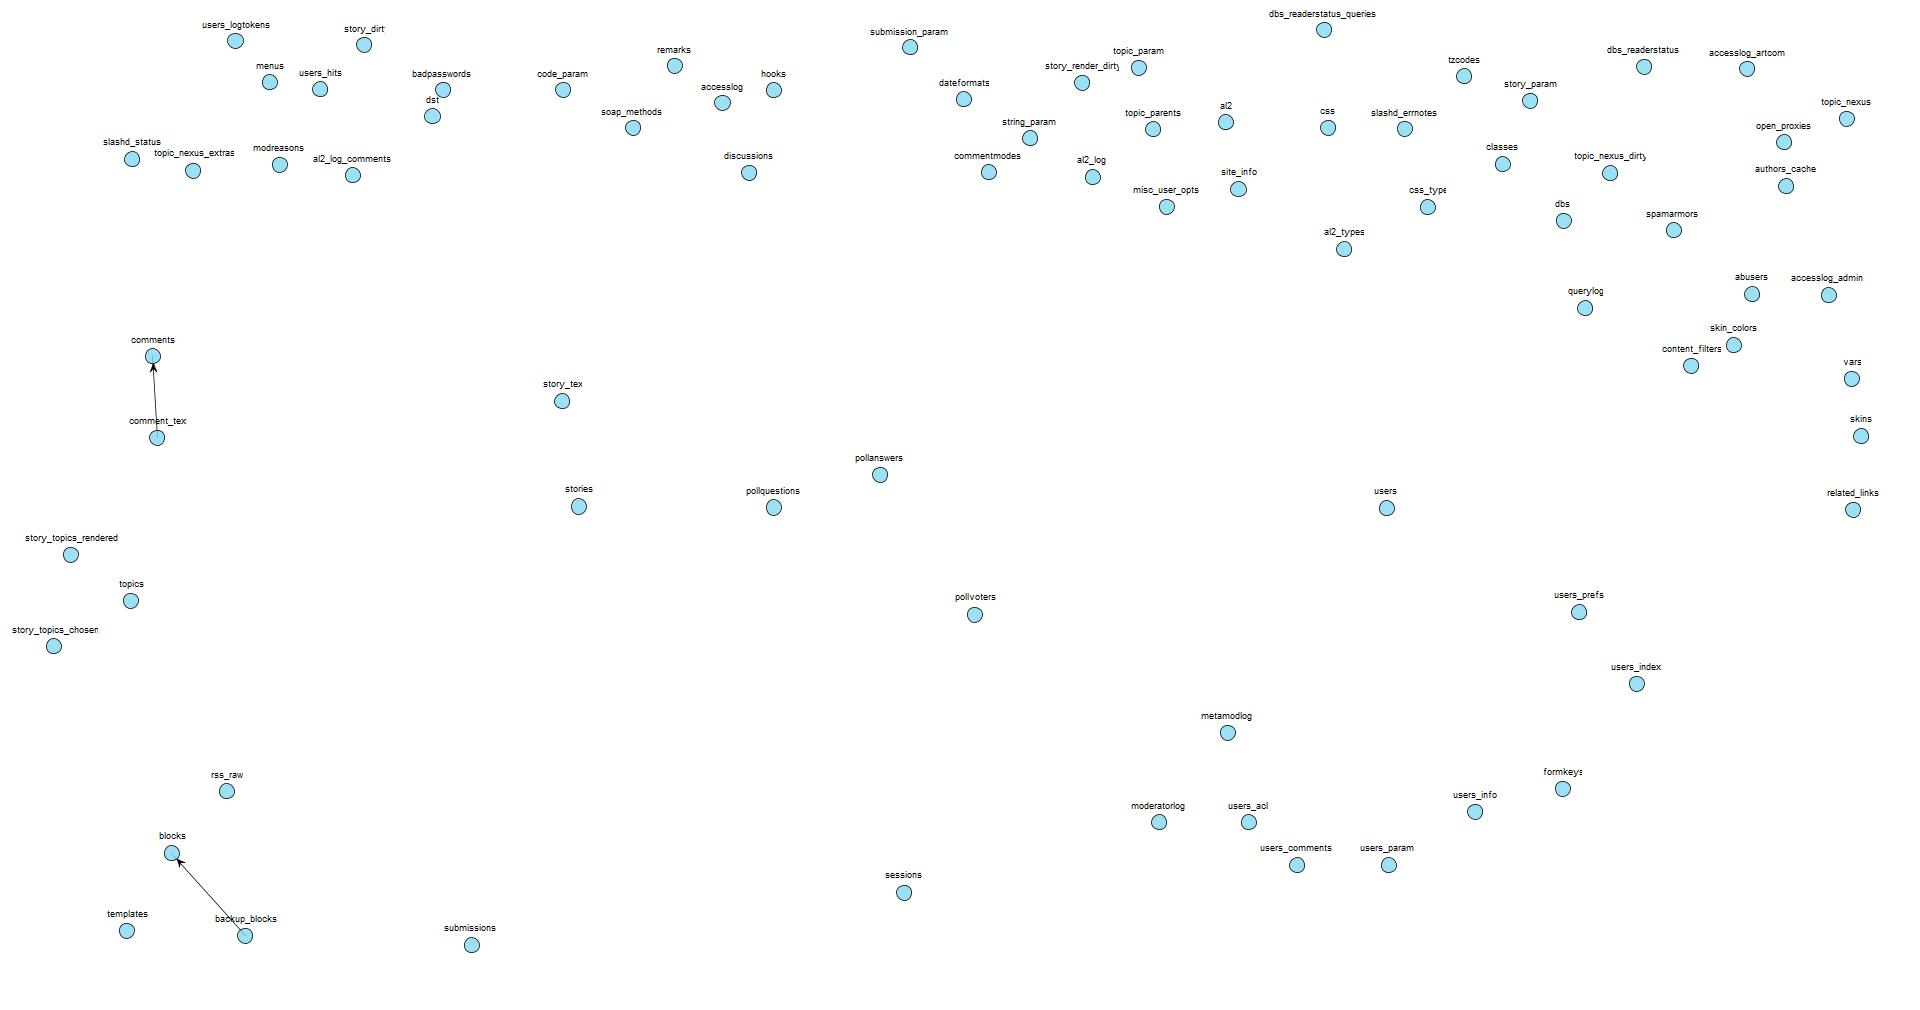 dbs_readerstatus_queries
users_logtokens
story_dirt
submission_param
remarks
topic_param
dbs_readerstatus
accesslog_artcom
tzcodes
menus
users_hits
badpasswords
code_param
hooks
story_render_dirty
dateformats
story_param
accesslog
dst
soap_methods
topic_nexus
al2
css
string_param
topic_parents
slashd_errnotes
open_proxies
slashd_status
topic_nexus_extras
modreasons
al2_log_comments
discussions
commentmodes
al2_log
classes
topic_nexus_dirty
site_info
authors_cache
misc_user_opts
css_type
dbs
spamarmors
al2_types
abusers
accesslog_admin
querylog
skin_colors
comments
content_filters
vars
story_tex
comment_tex
skins
pollanswers
stories
pollquestions
users
related_links
story_topics_rendered
topics
pollvoters
users_prefs
story_topics_chosen
users_index
metamodlog
rss_raw
formkeys
users_info
moderatorlog
users_acl
blocks
users_comments
users_param
sessions
templates
backup_blocks
submissions